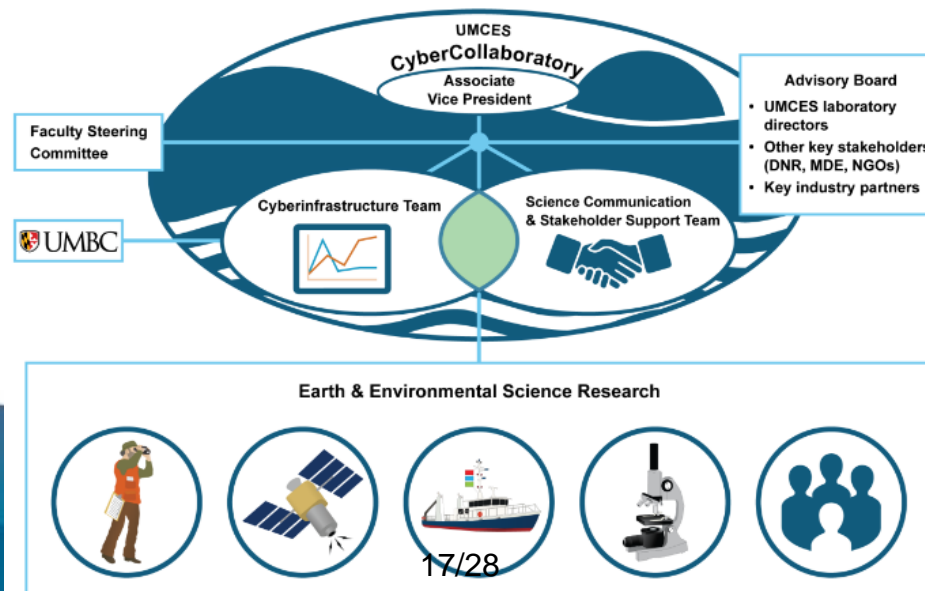 UMCES
CyberCollaboratory
Associate
Vice President
Faculty Steering
Committee
Advisory Board
• UMCES laboratory
directors
• Other key stakeholders
(DNR, MDE, NGOs)
• Key industry partners
UMBC
Cyberinfrastructure Team
Science Communication
& Stakeholder Support Team
Earth & Environmental Science Research
17/28